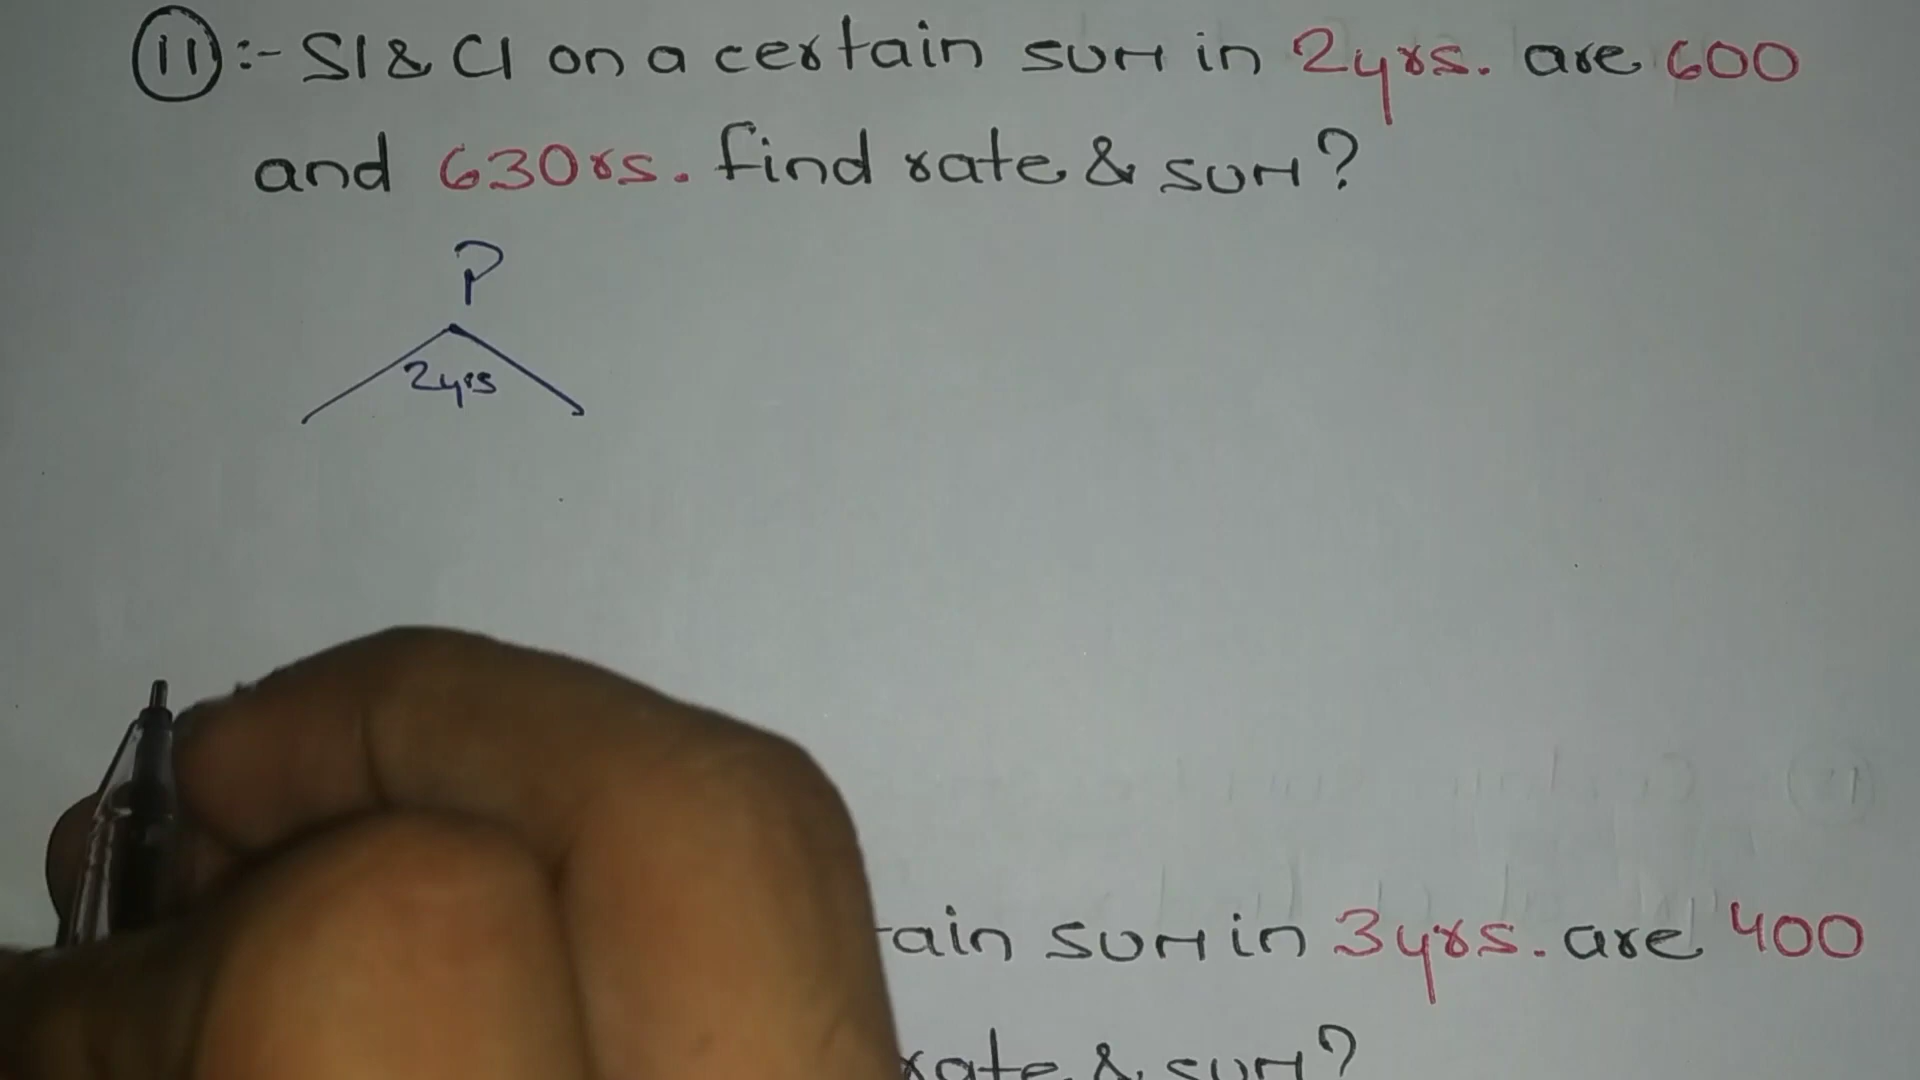 11 :- SI & CI on a certain sum in 2yrs. are 600
and 630rs. find rate & sum?
P
2yrs
tain sum in 3yrs. are 400
rate & sum?